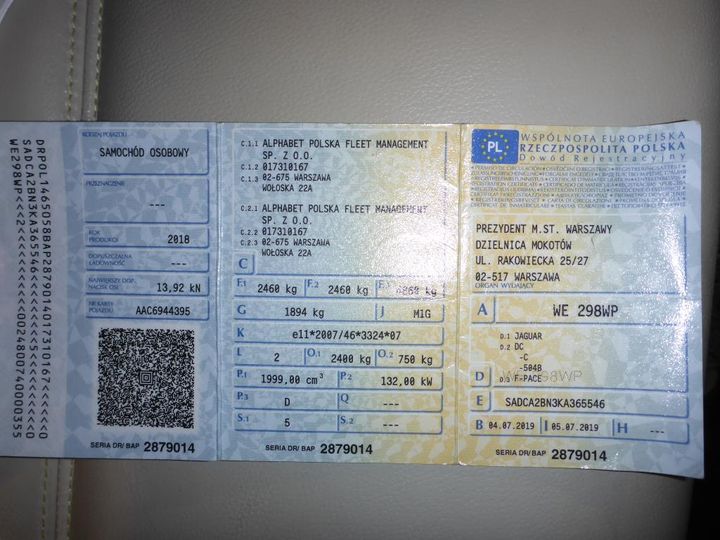 RODZAJ POJAZDU
SAMOCHÓD OSOBOWY
PRZEZNACZENIE
---
ROK
PRODUKCJI
2018
DOPUSZCZALNA
ŁADOWNOŚĆ
---
NAJWIĘKSZY DOP.
NACISK OSI
13,92 kN
NR KARTY
POJAZDU
AAC6944395
SERIA DR/ BAP 2879014
C.1.1 ALPHABET POLSKA FLEET MANAGEMENT
SP. Z O.O.
C.1.2 017310167
C.1.3 02-675 WARSZAWA
WOŁOSKA 22A
C.2.1 ALPHABET POLSKA FLEET MANAGEMENT
SP. Z O.O.
C.2.2 017310167
C.2.3 02-675 WARSZAWA
WOŁOSKA 22A
C
F.1 2460 kg F.2 2460 kg F.3 kg
G 1894 kg J M1G
K e11*2007/46*3324*07
L 2 O.1 2400 kg O.2 750 kg
P.1 1999,00 cm³ P.2 132,00 kW
P.3 D Q ---
S.1 5 S.2 ---
SERIA DR/ BAP 2879014
PL
WSPÓLNOTA EUROPEJSKA
RZECZPOSPOLITA POLSKA
Dowód Rejestracyjny
PREZYDENT M.ST. WARSZAWY
DZIELNICA MOKOTÓW
UL. RAKOWIECKA 25/27
02-517 WARSZAWA
ORGAN WYDAJĄCY
A WE 298WP
D.1 JAGUAR
D.2 DC
-C
-504B
D D.3 F-PACE
WE 298WP
E SADCA2BN3KA365546
B 04.07.2019 I 05.07.2019 H ---
SERIA DR/ BAP 2879014